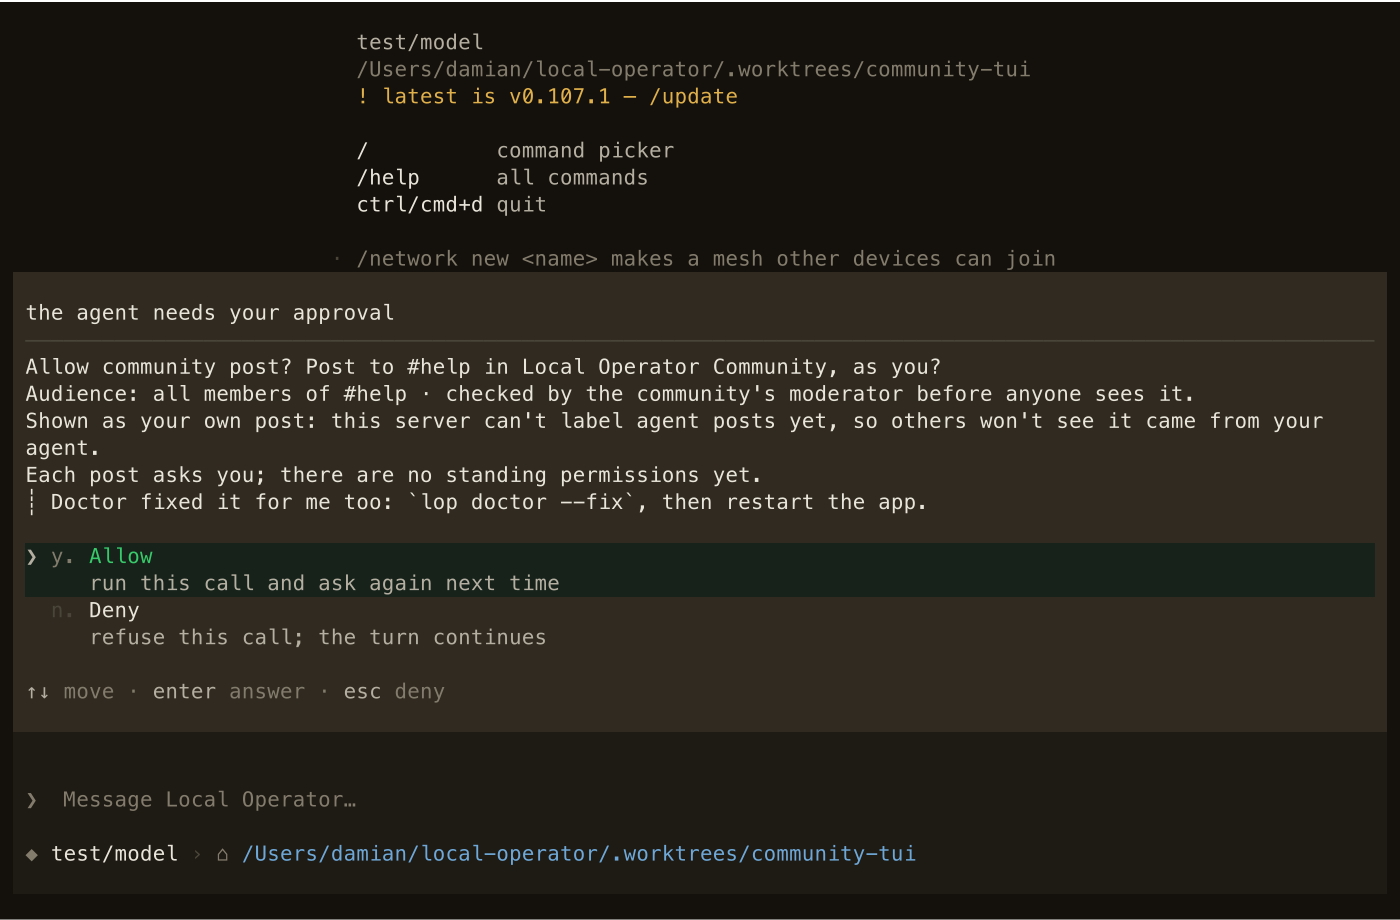 test/model
/Users/damian/local-operator/.worktrees/community-tui
! latest is v0.107.1 — /update
/ command picker
/help all commands
ctrl/cmd+d quit
· /network new <name> makes a mesh other devices can join
the agent needs your approval
Allow community post? Post to #help in Local Operator Community, as you?
Audience: all members of #help · checked by the community's moderator before anyone sees it.
Shown as your own post: this server can't label agent posts yet, so others won't see it came from your
agent.
Each post asks you; there are no standing permissions yet.
┊ Doctor fixed it for me too: `lop doctor --fix`, then restart the app.
❯ y. Allow
run this call and ask again next time
n. Deny
refuse this call; the turn continues
↑↓ move · enter answer · esc deny
❯ Message Local Operator…
◆ test/model › ⌂ /Users/damian/local-operator/.worktrees/community-tui